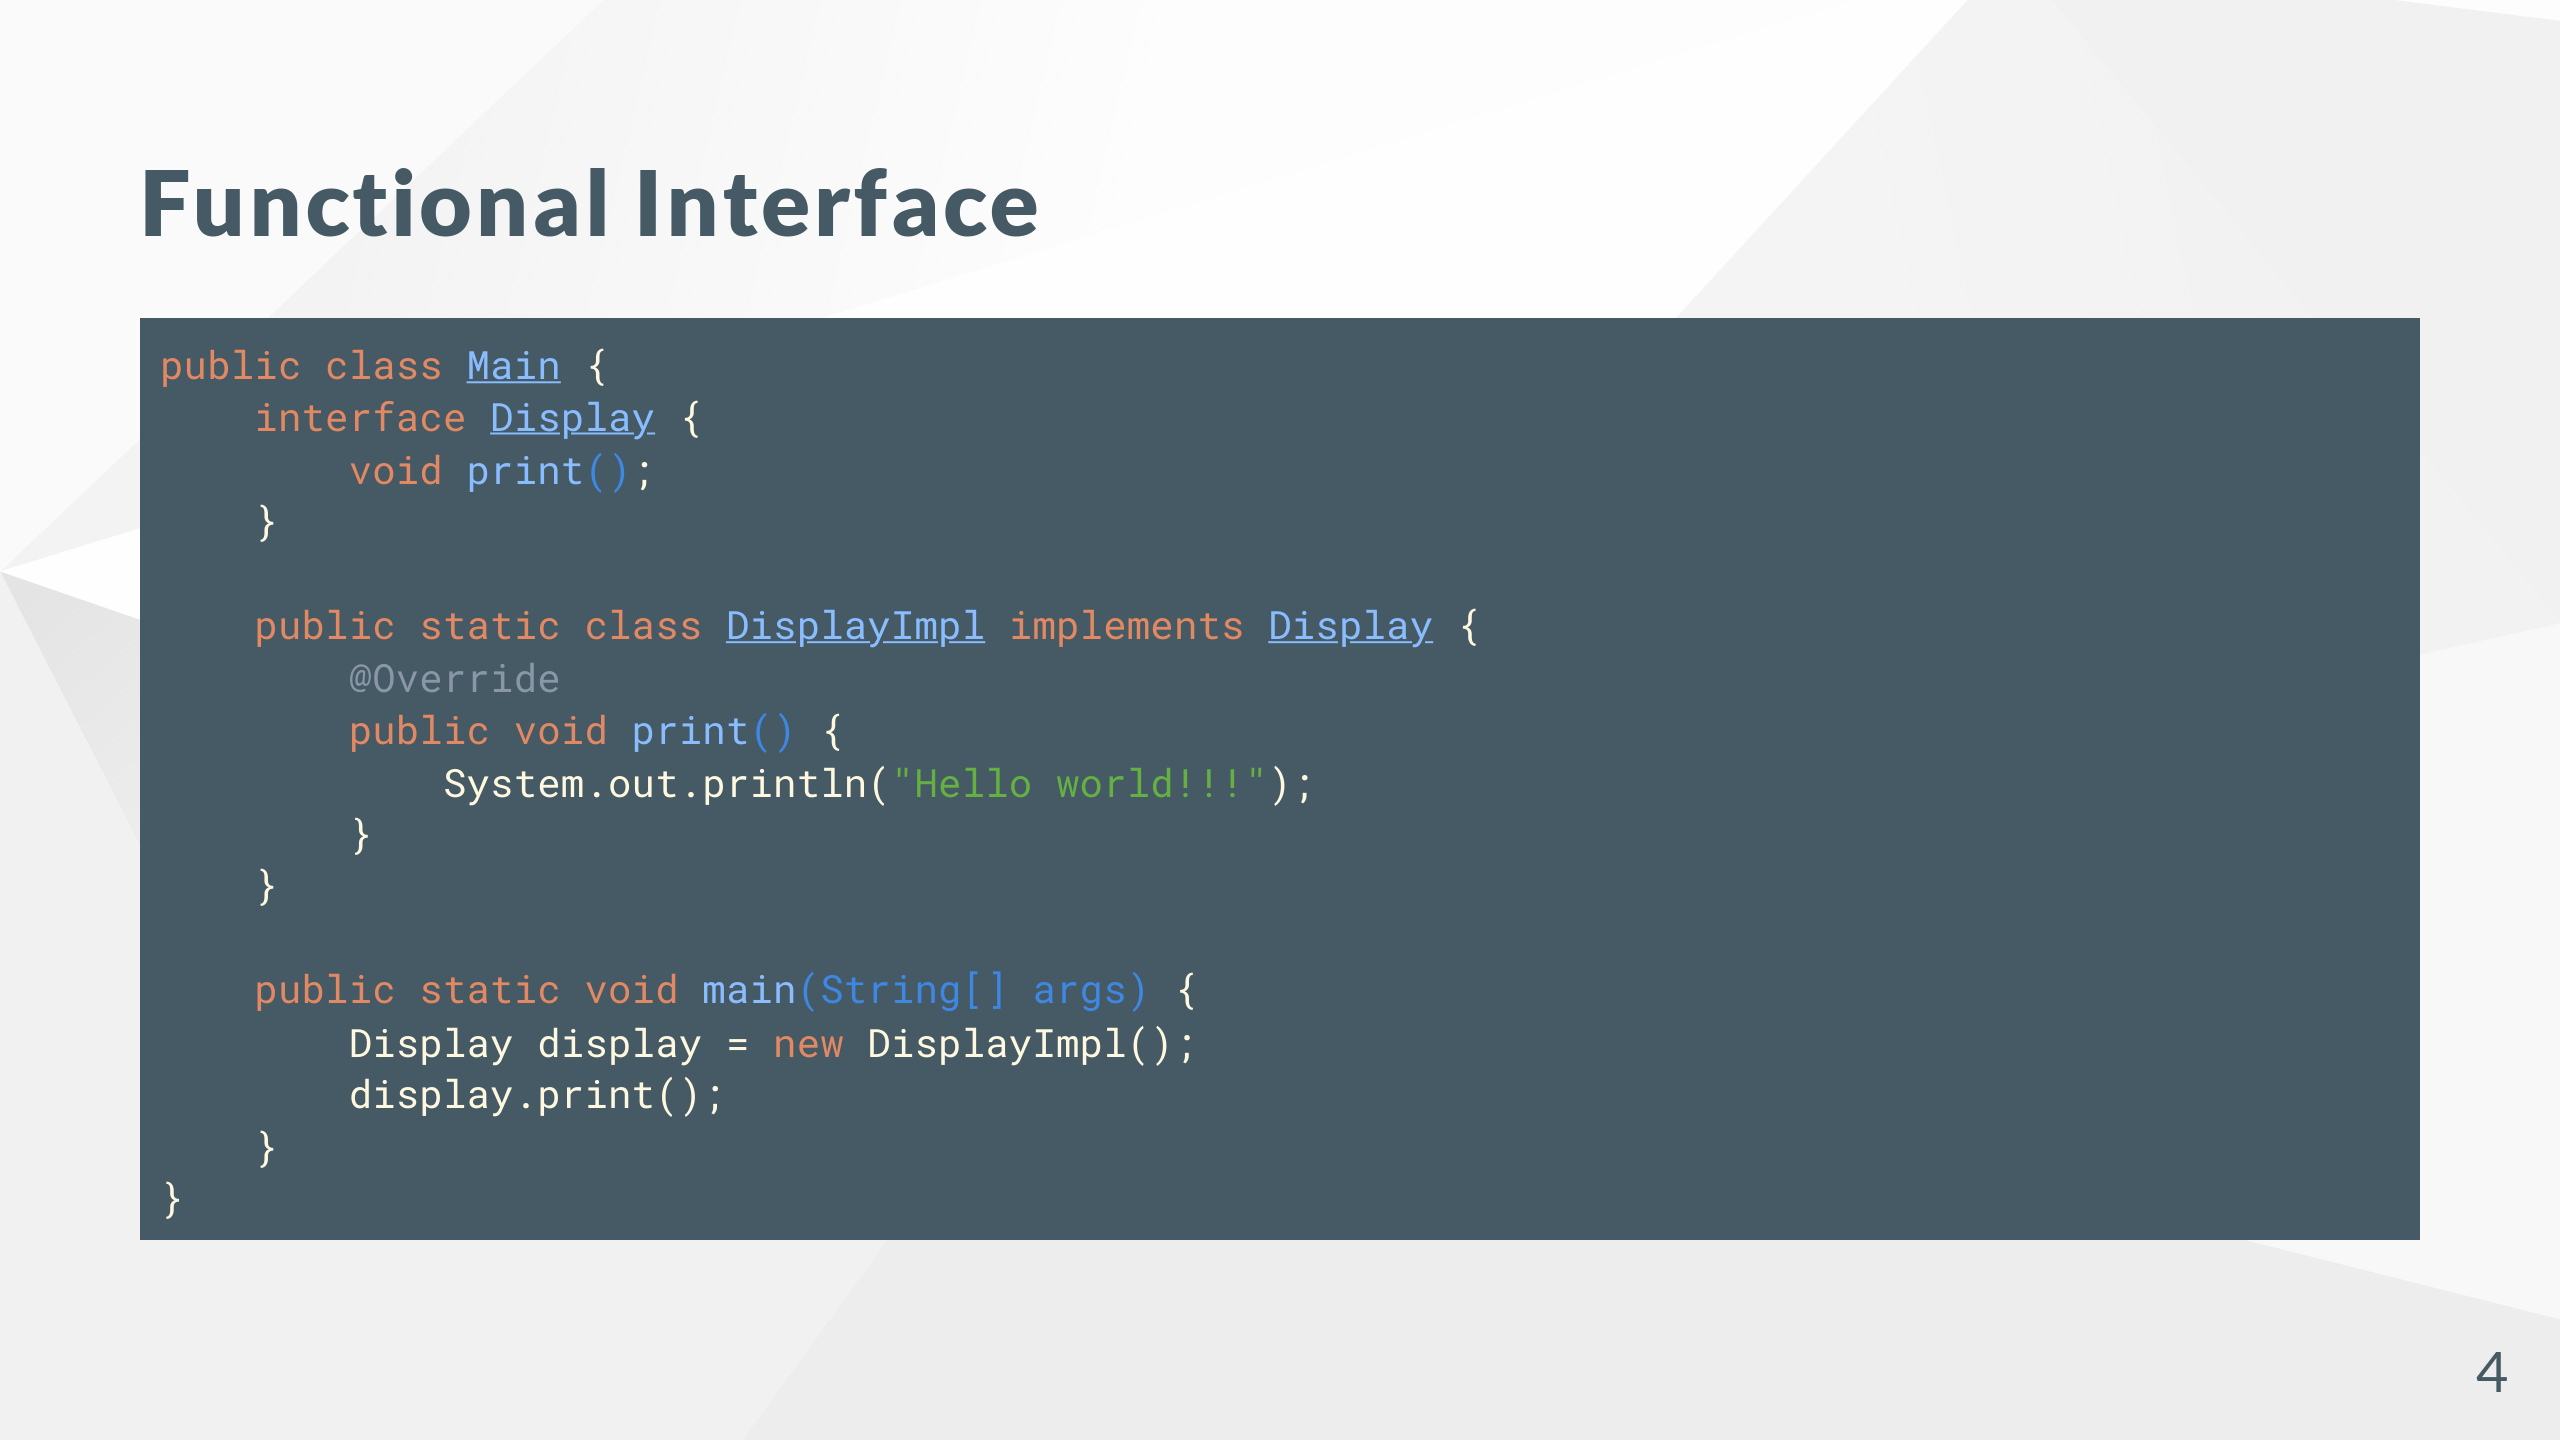 Functional Interface
public class Main {
    interface Display {
        void print();
    }

    public static class DisplayImpl implements Display {
        @Override
        public void print() {
            System.out.println("Hello world!!!");
        }
    }

    public static void main(String[] args) {
        Display display = new DisplayImpl();
        display.print();
    }
}
4